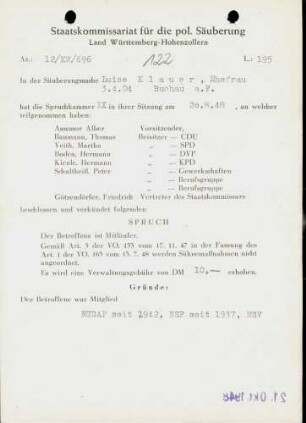 Staatskommissariat für die pol. Säuberung
Land Württemberg-Hohenzollern
Az.: 12/XX/696 122 L.: 195
In der Säuberungssache Luise Klauer, Ehefrau
3.4.04 Buchau a.F.
hat die Spruchkammer IX in ihrer Sitzung am 20.8.48, an welcher
teilgenommen haben:
Assessor Alber Vorsitzender,
Baumann, Thomas Beisitzer — CDU
Veith, Martha „ — SPD
Boden, Hermann „ — DVP
Kienle, Hermann „ — KPD
Schultheiß, Peter „ — Gewerkschaften
„ — Berufsgruppe
„ — Berufsgruppe
Götzendörfer, Friedrich Vertreter des Staatskommissars
beschlossen und verkündet folgenden
SPRUCH
Der Betroffene ist Mitläufer.
Gemäß Art. 3 der VO. 133 vom 17. 11. 47 in der Fassung des
Art. 1 der VO. 165 vom 13. 7. 48 werden Sühnemaßnahmen nicht
angeordnet.
Es wird eine Verwaltungsgebühr von DM 10,— erhoben.
Gründe:
Der Betroffene war Mitglied
NSDAP seit 1942, NSF seit 1937, NSV
21. Okt. 1948